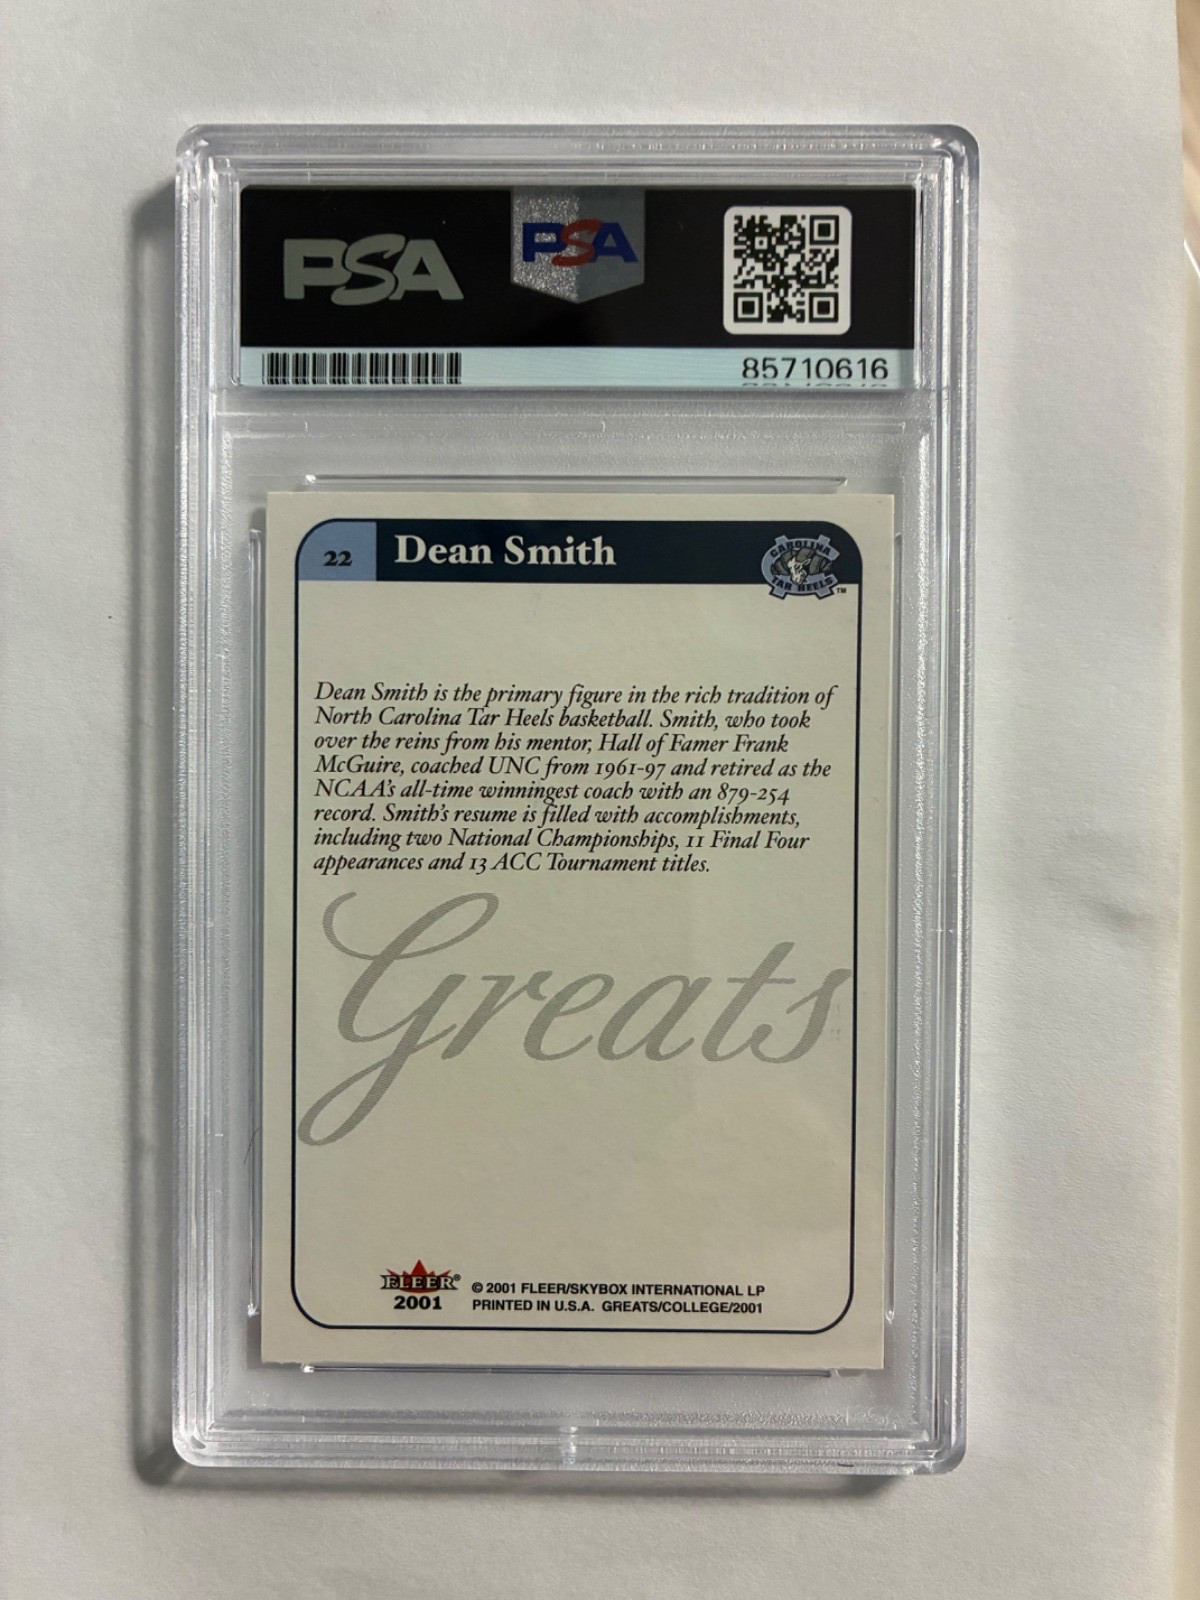 PSA
PSA
85710616
22
Dean Smith
CAROLINA
TAR HEELS
TM
Dean Smith is the primary figure in the rich tradition of
North Carolina Tar Heels basketball. Smith, who took
over the reins from his mentor, Hall of Famer Frank
McGuire, coached UNC from 1961-97 and retired as the
NCAA's all-time winningest coach with an 879-254
record. Smith's resume is filled with accomplishments,
including two National Championships, 11 Final Four
appearances and 13 ACC Tournament titles.
Greats
FLEER®
2001
© 2001 FLEER/SKYBOX INTERNATIONAL LP
PRINTED IN U.S.A. GREATS/COLLEGE/2001